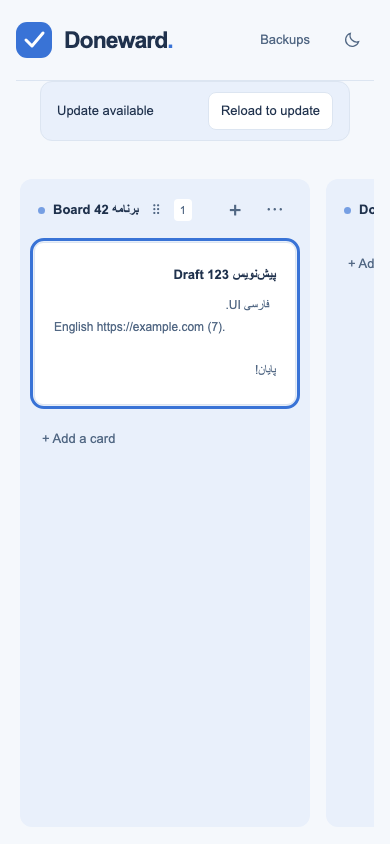 Doneward.
Backups
Update available
Reload to update
Board 42 برنامه
1
+
...
Do
پیش‌نویس Draft 123
فارسی UI.
English https://example.com (7).
پایان!
+ Add a card
+ Ad